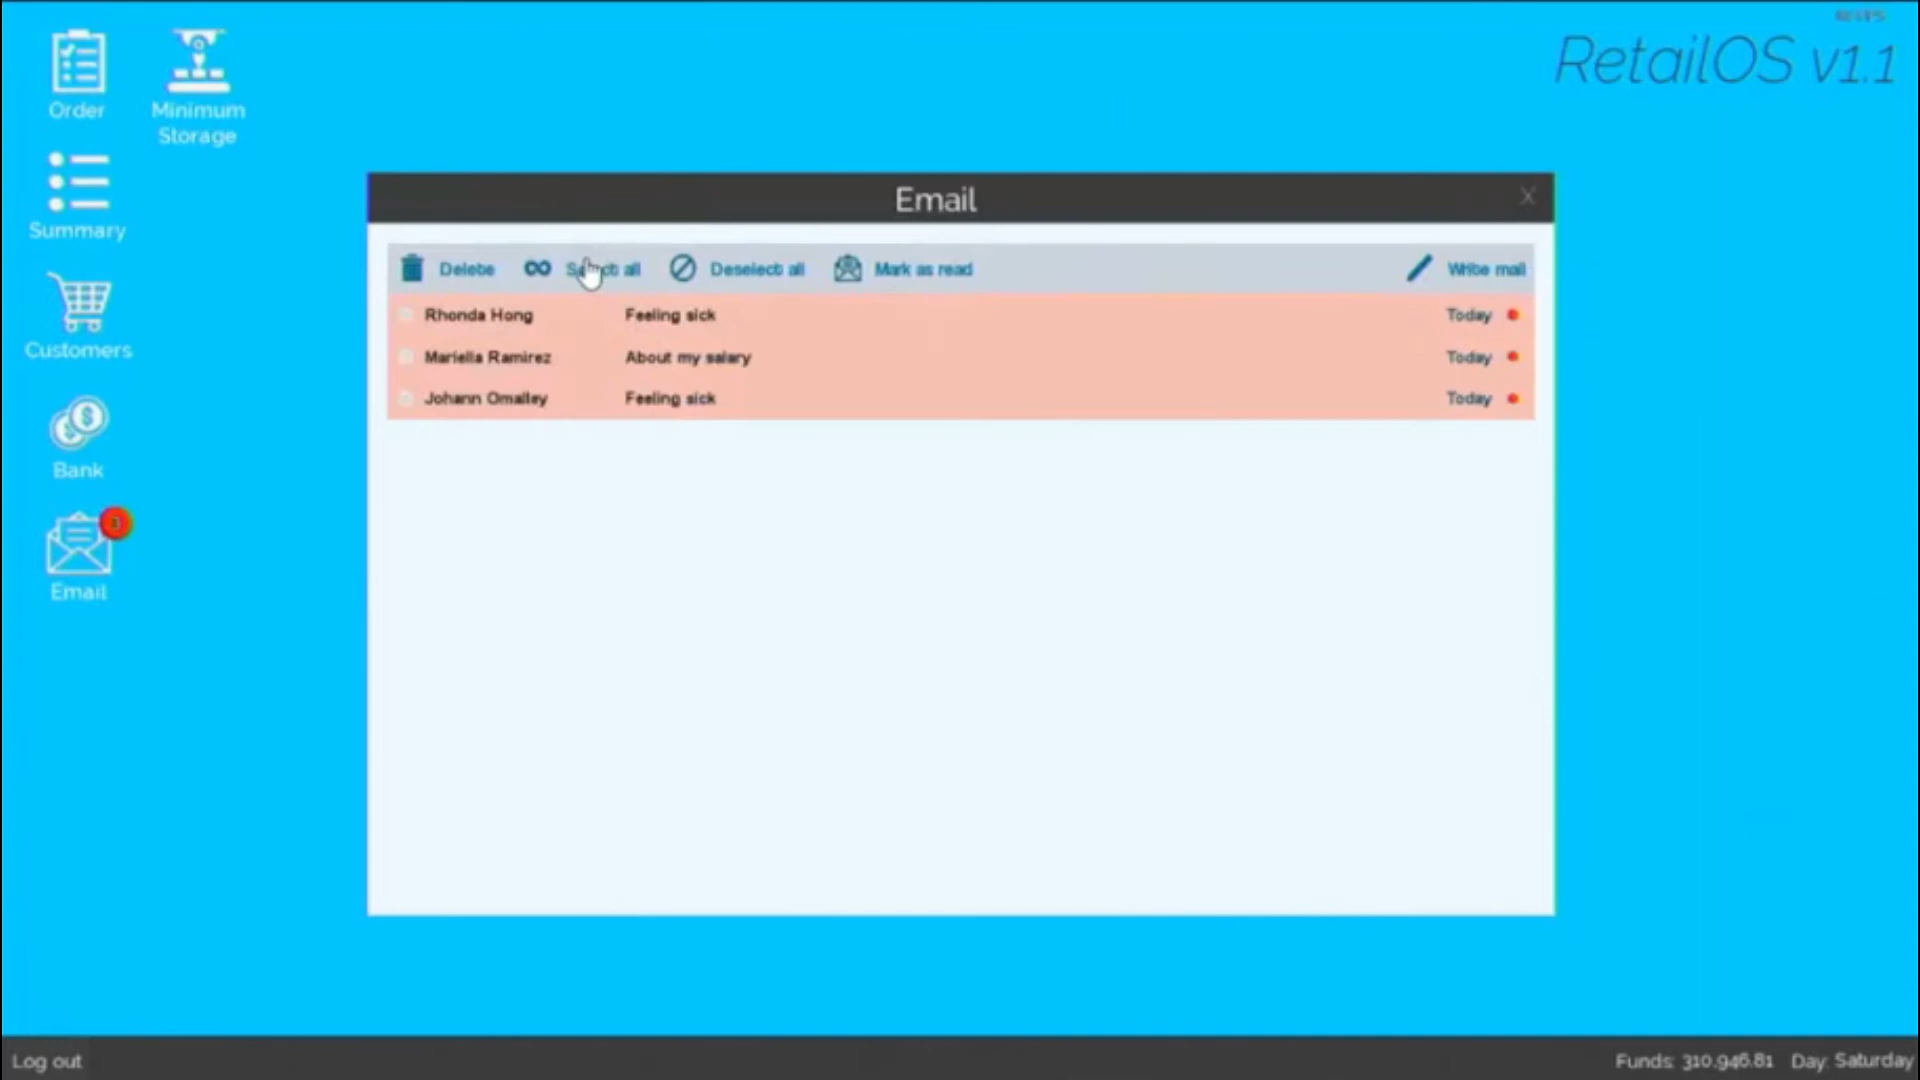 RetailOS v1.1
Order
Minimum
Storage
Summary
Customers
Bank
3
Email
Email
X
Delete
Select all
Deselect all
Mark as read
Write mail
Rhonda Hong Feeling sick Today
Mariella Ramirez About my salary Today
Johann Omalley Feeling sick Today
Log out
Funds: 310,946.81 Day: Saturday